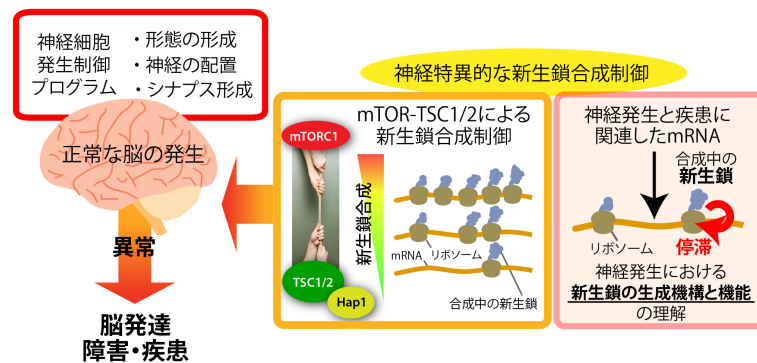 神経細胞
発生制御
プログラム
・形態の形成
・神経の配置
・シナプス形成
正常な脳の発生
異常
脳発達
障害・疾患
神経特異的な新生鎖合成制御
mTOR-TSC1/2による
新生鎖合成制御
mTORC1
TSC1/2
Hap1
新生鎖合成
mRNA
リボソーム
合成中の新生鎖
神経発生と疾患に
関連したmRNA
合成中の
新生鎖
リボソーム
停滞
神経発生における
新生鎖の生成機構と機能
の理解